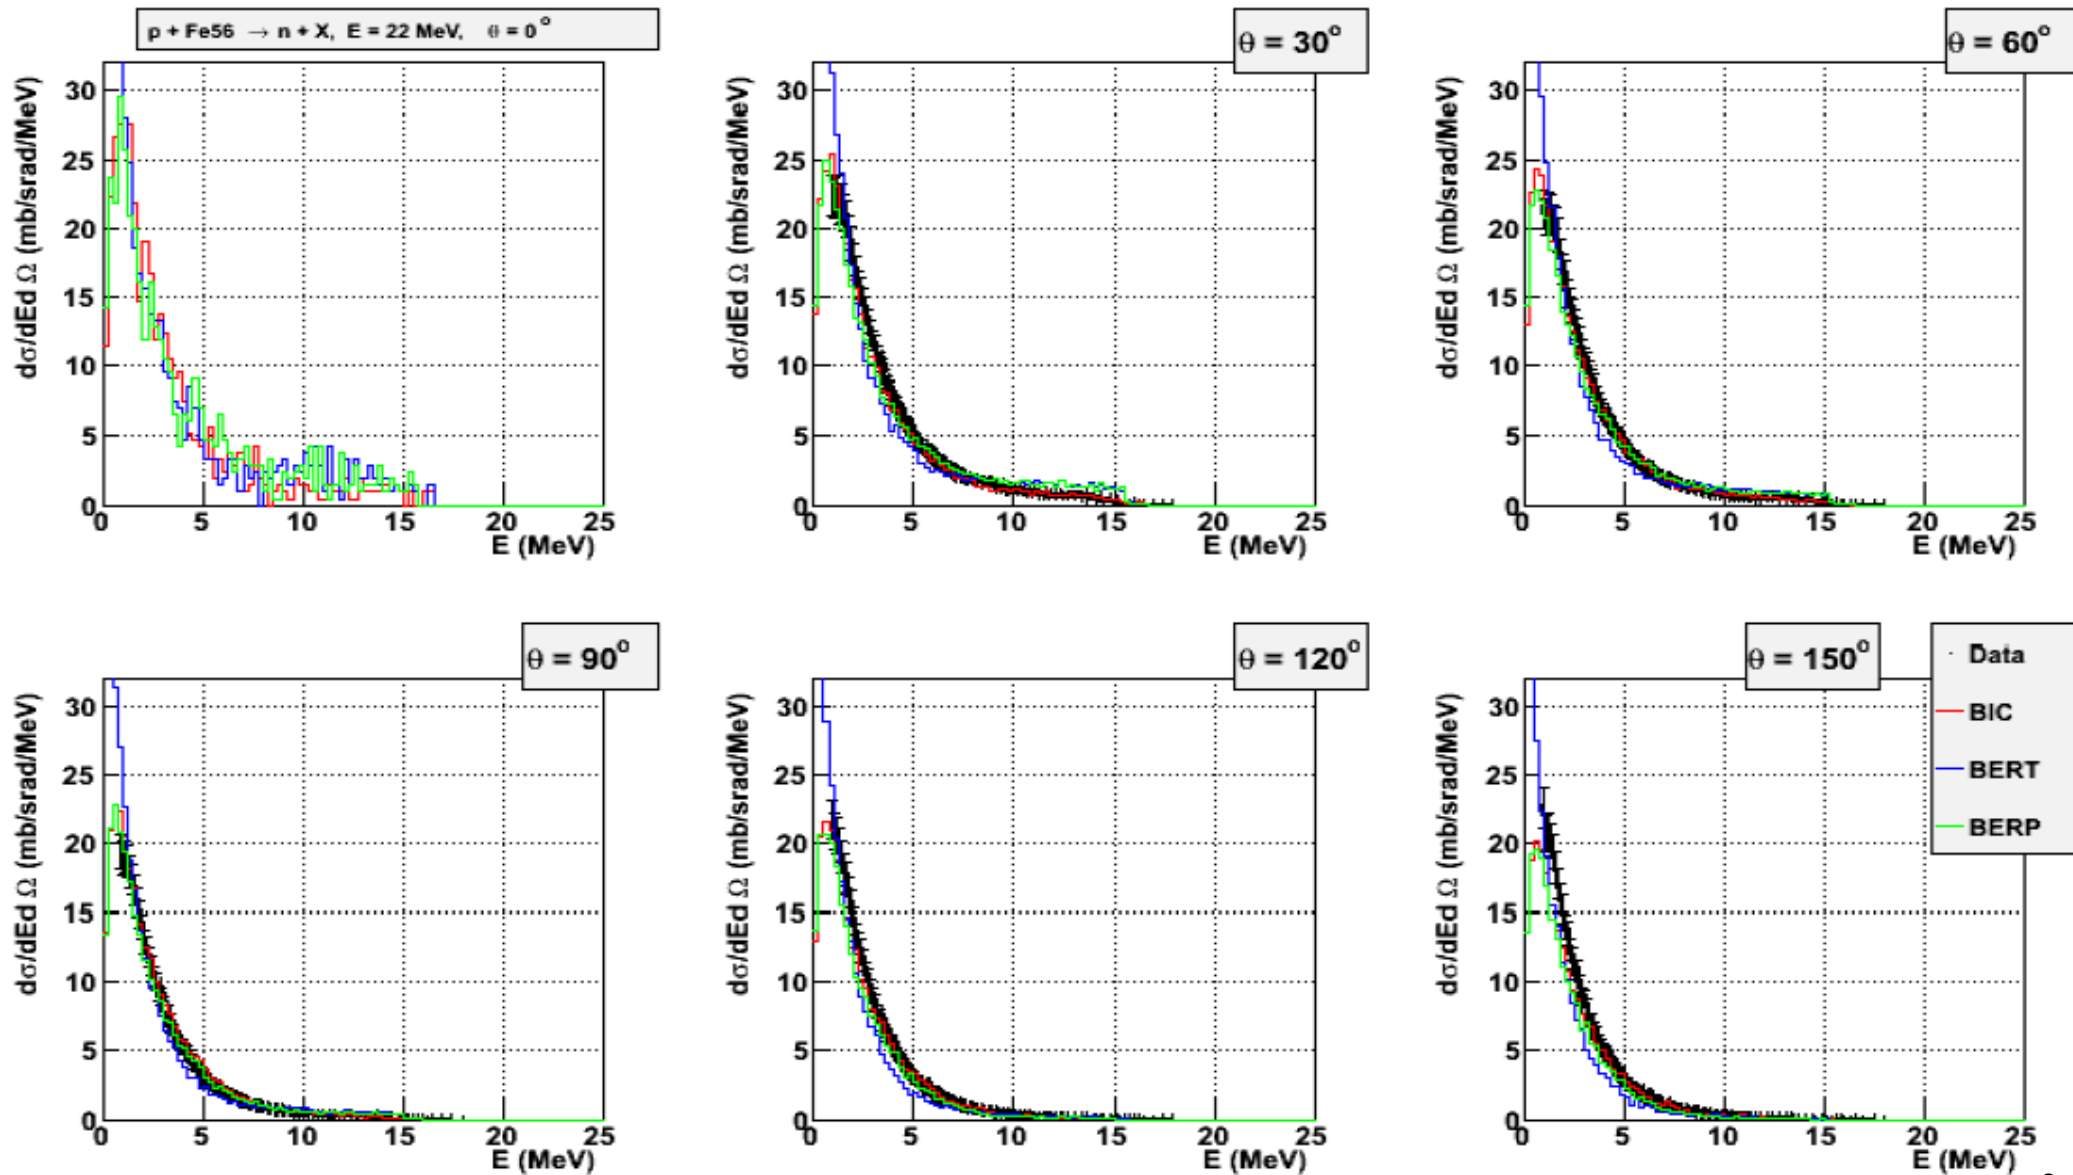 p + Fe56 → n + X, E = 22 MeV, θ = 0°
dσ/dEd Ω (mb/srad/MeV)
30
25
20
15
10
5
0
0 5 10 15 20 25
E (MeV)
θ = 30°
dσ/dEd Ω (mb/srad/MeV)
30
25
20
15
10
5
0
0 5 10 15 20 25
E (MeV)
θ = 60°
dσ/dEd Ω (mb/srad/MeV)
30
25
20
15
10
5
0
0 5 10 15 20 25
E (MeV)
θ = 90°
dσ/dEd Ω (mb/srad/MeV)
30
25
20
15
10
5
0
0 5 10 15 20 25
E (MeV)
θ = 120°
dσ/dEd Ω (mb/srad/MeV)
30
25
20
15
10
5
0
0 5 10 15 20 25
E (MeV)
θ = 150°
dσ/dEd Ω (mb/srad/MeV)
30
25
20
15
10
5
0
0 5 10 15 20 25
E (MeV)
Data
BIC
BERT
BERP